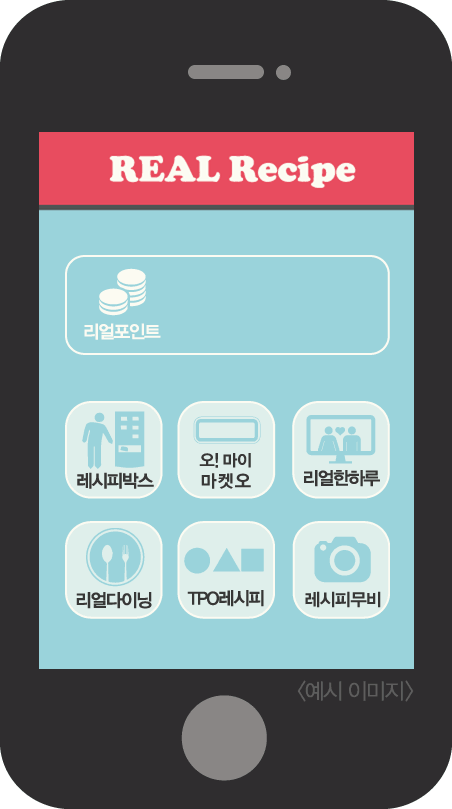 REAL Recipe
리얼포인트
레시피박스
오! 마이
마켓오
리얼한하루
리얼다이닝
TPO레시피
레시피무비
〈예시 이미지〉